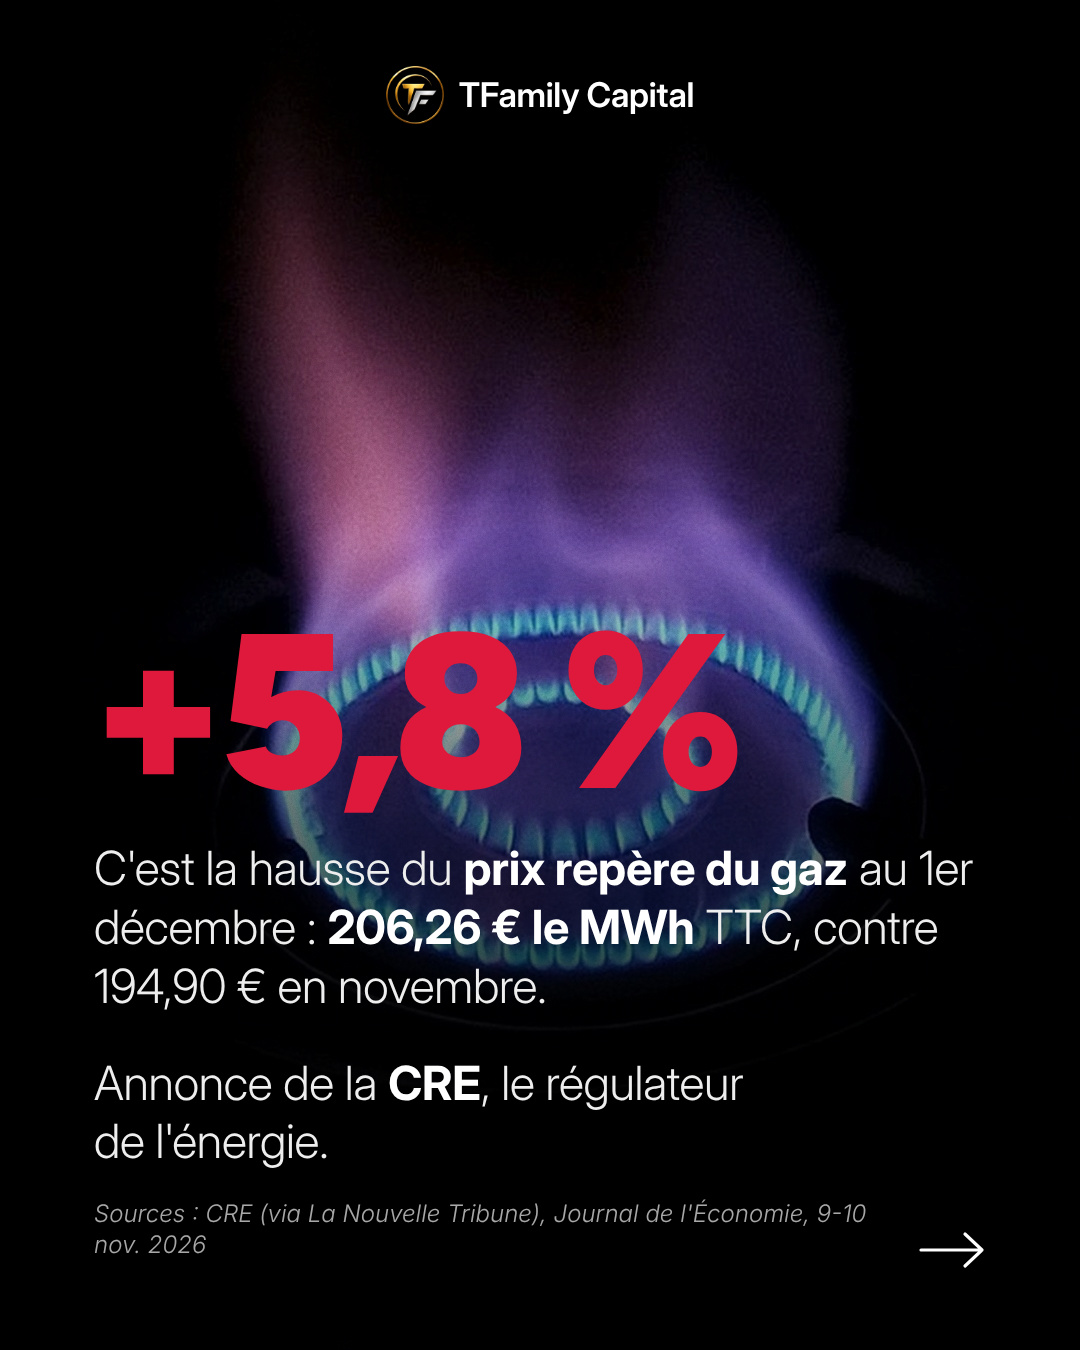 TF TFamily Capital
+5,8 %
C'est la hausse du prix repère du gaz au 1er
décembre : 206,26 € le MWh TTC, contre
194,90 € en novembre.
Annonce de la CRE, le régulateur
de l'énergie.
Sources : CRE (via La Nouvelle Tribune), Journal de l'Économie, 9-10
nov. 2026